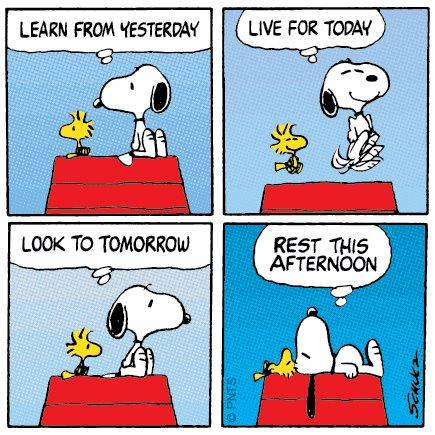 LEARN FROM YESTERDAY
LIVE FOR TODAY
LOOK TO TOMORROW
REST THIS
AFTERNOON
© PNTS
SCHULZ